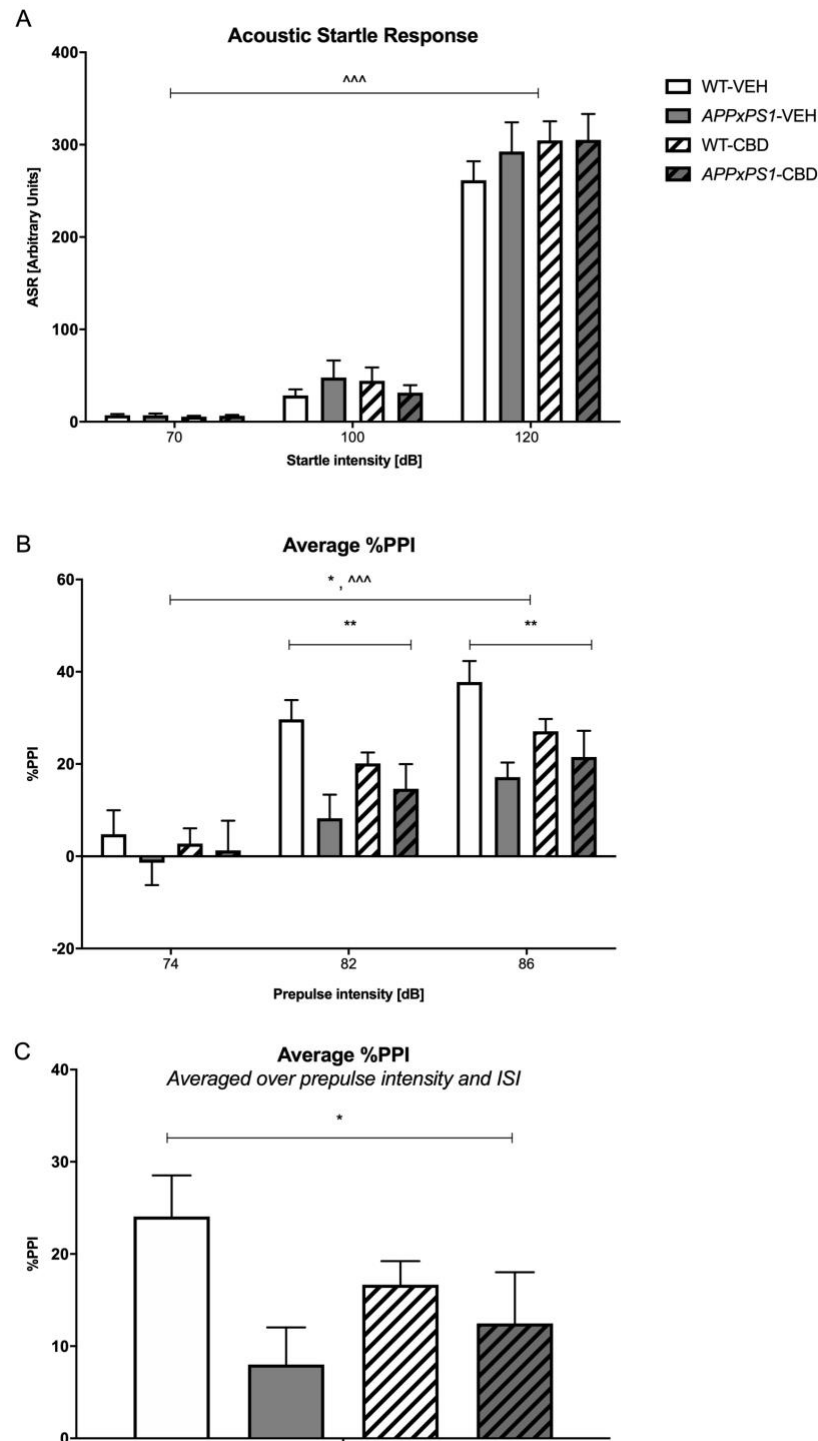 A
Acoustic Startle Response
400
300
200
100
0
ASR [Arbitrary Units]
^^^
70
100
120
Startle intensity [dB]
WT-VEH
APPxPS1-VEH
WT-CBD
APPxPS1-CBD
B
Average %PPI
60
40
20
0
-20
%PPI
* , ^^^
**
**
74
82
86
Prepulse intensity [dB]
C
Average %PPI
Averaged over prepulse intensity and ISI
40
30
20
10
0
%PPI
*